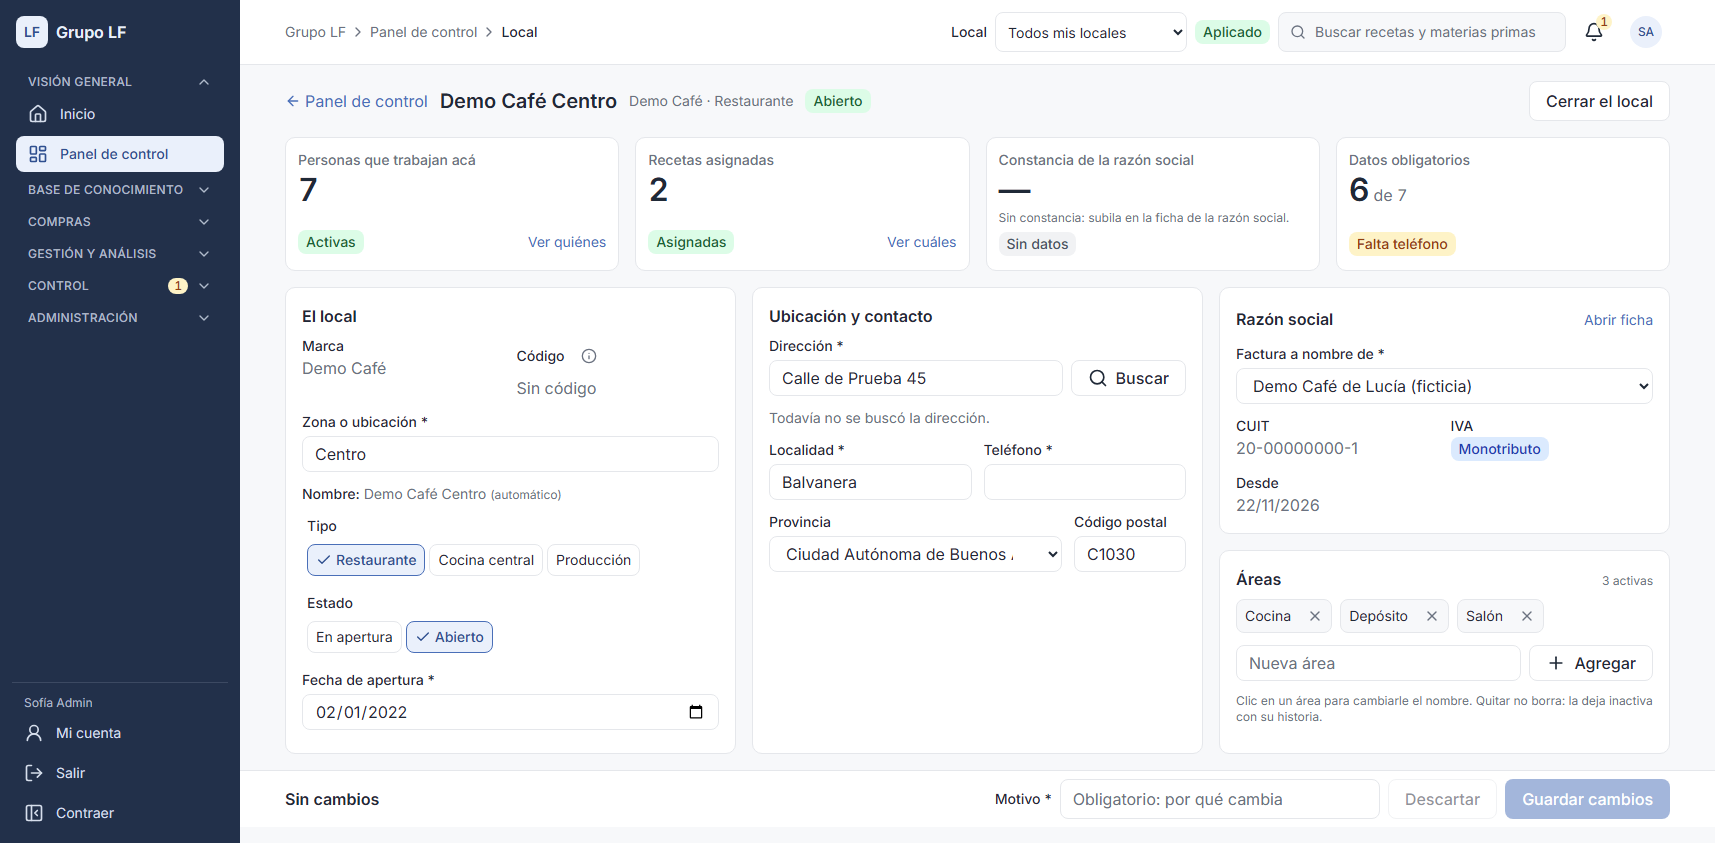 LF Grupo LF
VISIÓN GENERAL
Inicio
Panel de control
BASE DE CONOCIMIENTO
COMPRAS
GESTIÓN Y ANÁLISIS
CONTROL 1
ADMINISTRACIÓN
Sofía Admin
Mi cuenta
Salir
Contraer
Grupo LF > Panel de control > Local
Local Todos mis locales Aplicado Buscar recetas y materias primas 1 SA
← Panel de control Demo Café Centro Demo Café · Restaurante Abierto Cerrar el local
Personas que trabajan acá
7
Activas Ver quiénes
Recetas asignadas
2
Asignadas Ver cuáles
Constancia de la razón social
—
Sin constancia: subila en la ficha de la razón social.
Sin datos
Datos obligatorios
6 de 7
Falta teléfono
El local
Marca
Demo Café
Código
Sin código
Zona o ubicación *
Centro
Nombre: Demo Café Centro (automático)
Tipo
Restaurante Cocina central Producción
Estado
En apertura Abierto
Fecha de apertura *
02/01/2022
Ubicación y contacto
Dirección *
Calle de Prueba 45 Buscar
Todavía no se buscó la dirección.
Localidad * Teléfono *
Balvanera
Provincia Código postal
Ciudad Autónoma de Buenos C1030
Razón social Abrir ficha
Factura a nombre de *
Demo Café de Lucía (ficticia)
CUIT IVA
20-00000000-1 Monotributo
Desde
22/11/2026
Áreas 3 activas
Cocina Depósito Salón
Nueva área + Agregar
Clic en un área para cambiarle el nombre. Quitar no borra: la deja inactiva
con su historia.
Sin cambios Motivo * Obligatorio: por qué cambia Descartar Guardar cambios